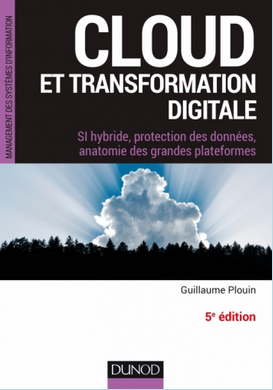 MANAGEMENT DES SYSTÈMES D'INFORMATION
CLOUD
ET TRANSFORMATION
DIGITALE
SI hybride, protection des données,
anatomie des grandes plateformes
Guillaume Plouin
5e édition
DUNOD